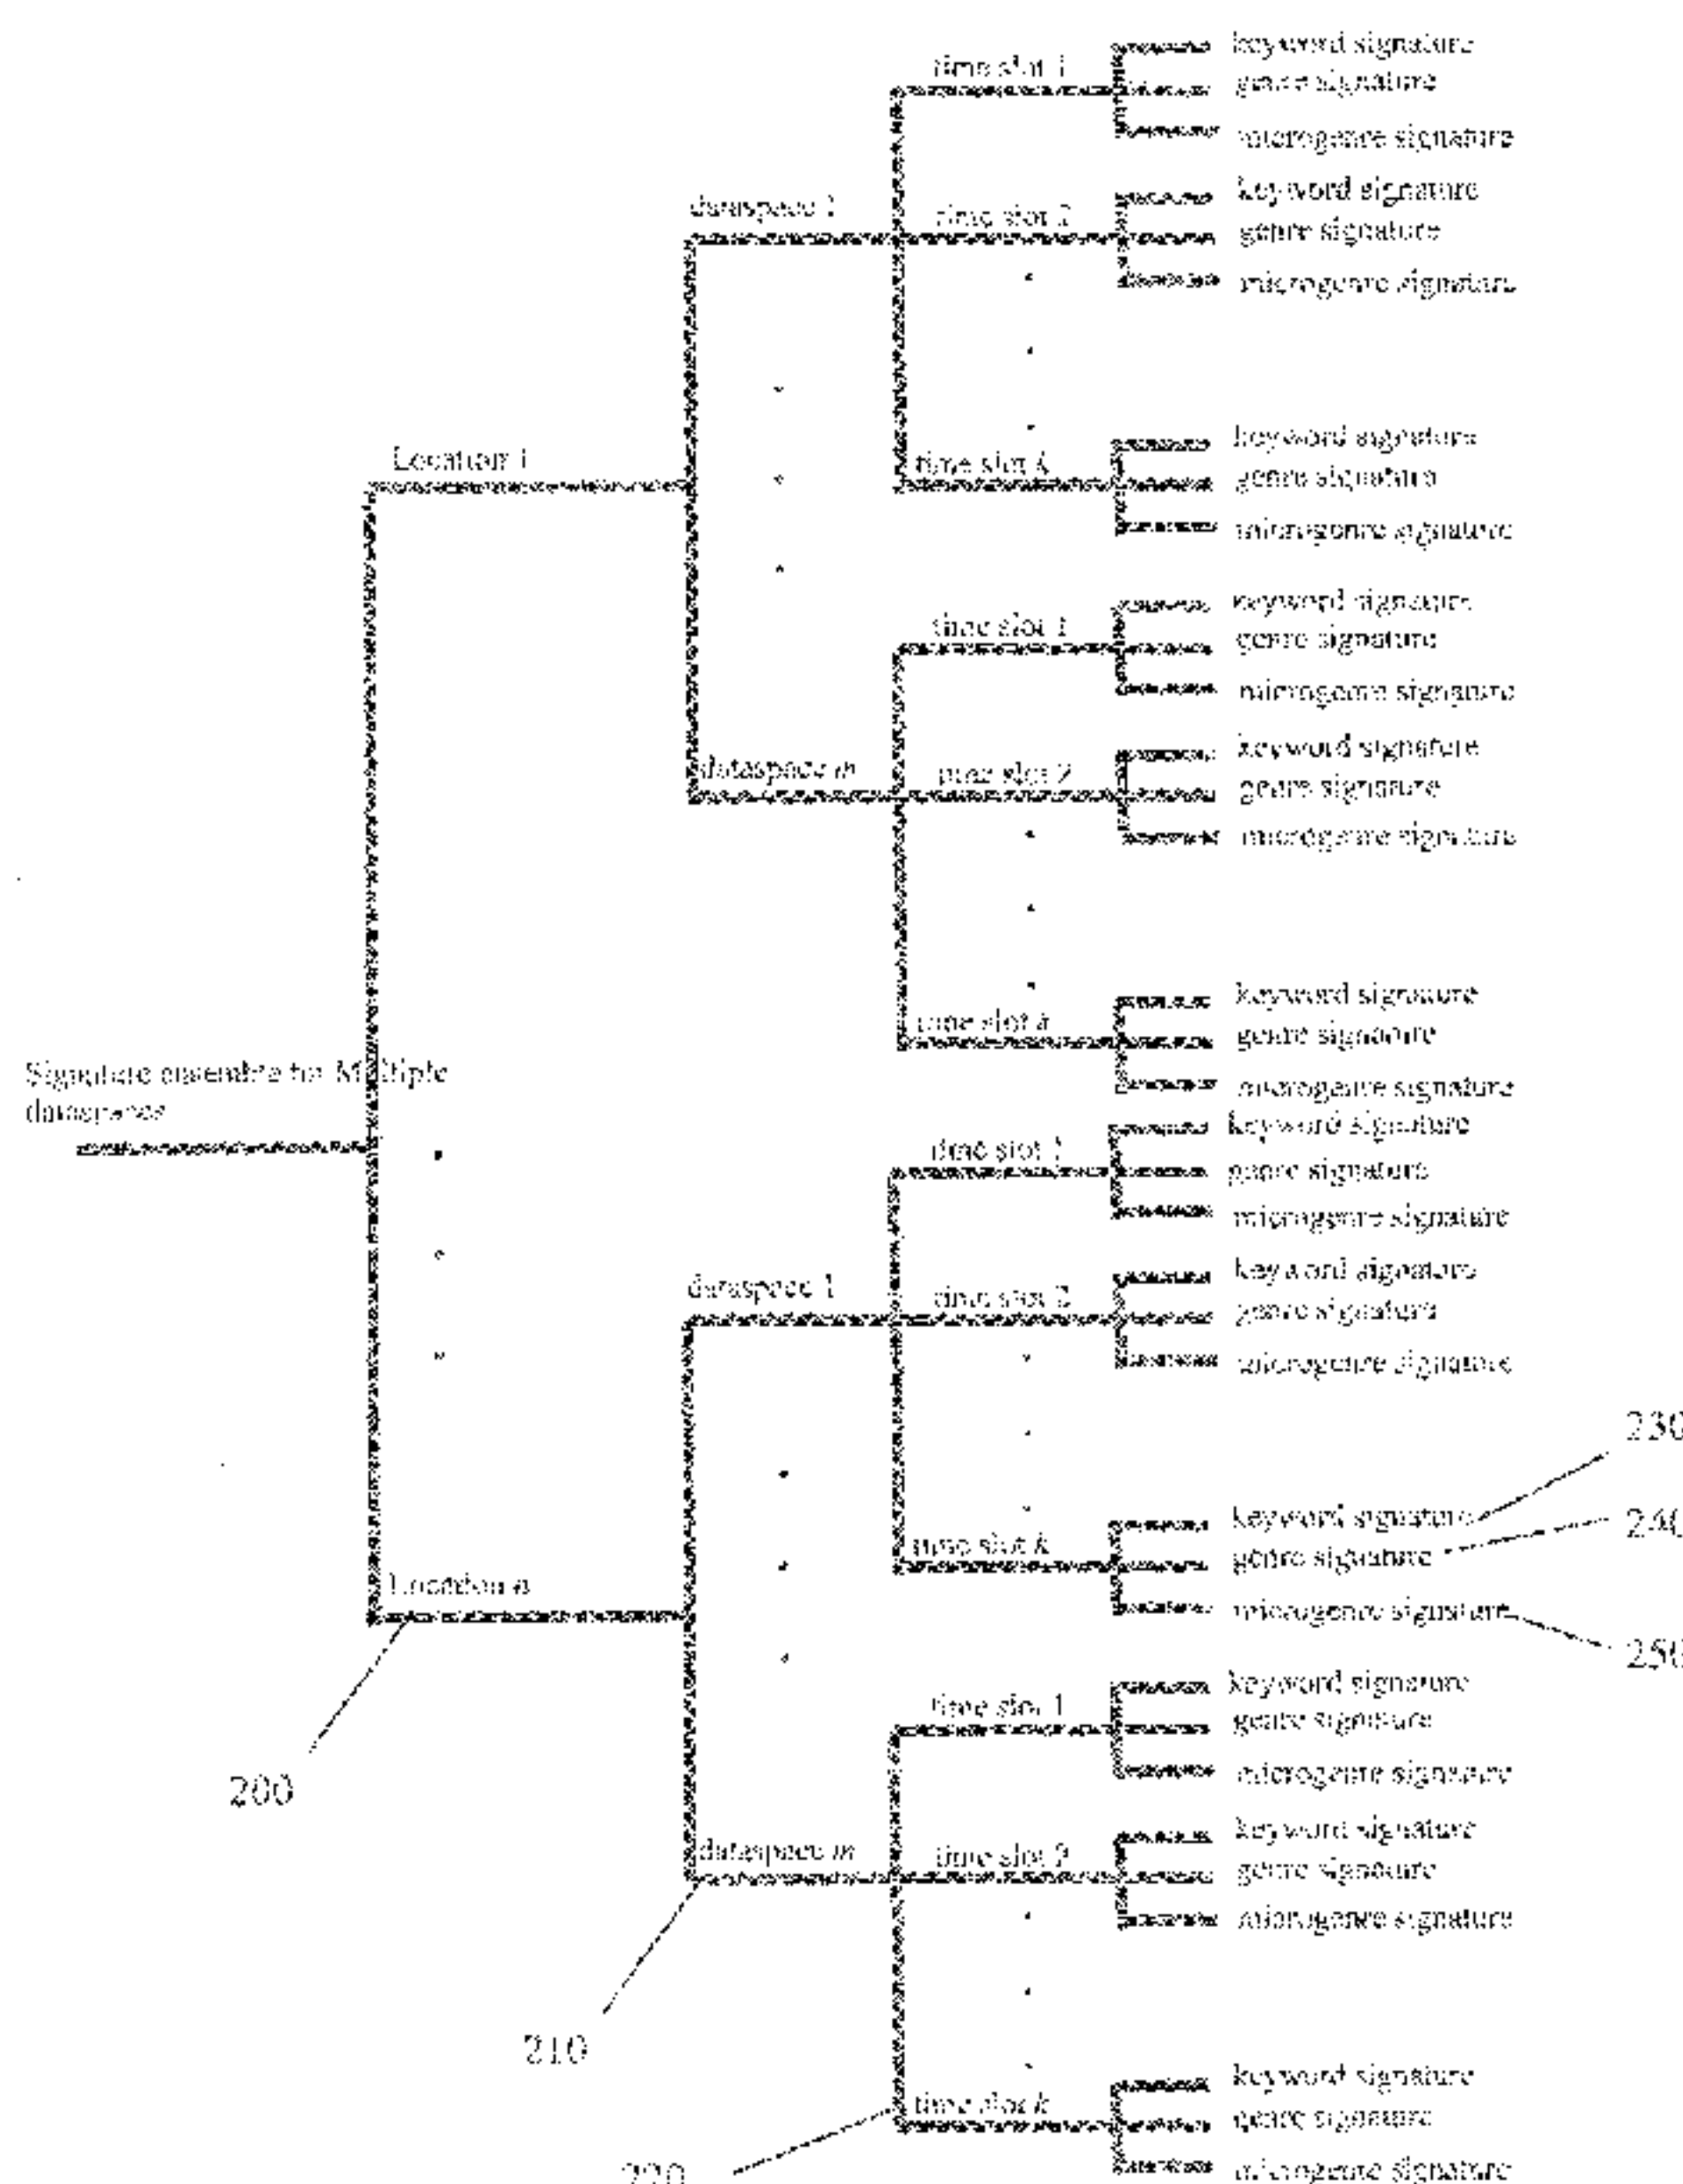 time slot 1
keyword signature
genre signature
microgenre signature
dataspace 1
time slot 2
keyword signature
genre signature
microgenre signature
Location 1
time slot k
keyword signature
genre signature
microgenre signature
time slot 1
keyword signature
genre signature
microgenre signature
dataspace m
time slot 2
keyword signature
genre signature
microgenre signature
time slot k
keyword signature
genre signature
microgenre signature
Signature ensemble for Multiple
dataspaces
time slot 1
keyword signature
genre signature
microgenre signature
dataspace 1
time slot 2
keyword signature
genre signature
microgenre signature
230
time slot k
keyword signature
240
genre signature
Location n
microgenre signature
250
time slot 1
keyword signature
genre signature
microgenre signature
200
dataspace m
time slot 2
keyword signature
genre signature
microgenre signature
210
time slot k
keyword signature
genre signature
microgenre signature
220